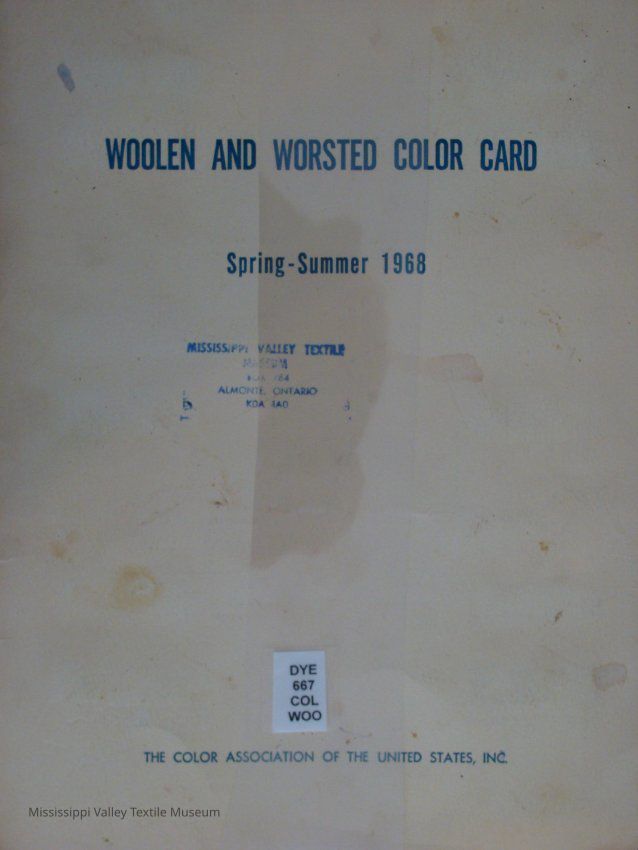 WOOLEN AND WORSTED COLOR CARD
Spring-Summer 1968
MISSISSIPPI VALLEY TEXTILE
MUSEUM
ALMONTE, ONTARIO
K0A 1A0
DYE
667
COL
WOO
THE COLOR ASSOCIATION OF THE UNITED STATES, INC.
Mississippi Valley Textile Museum